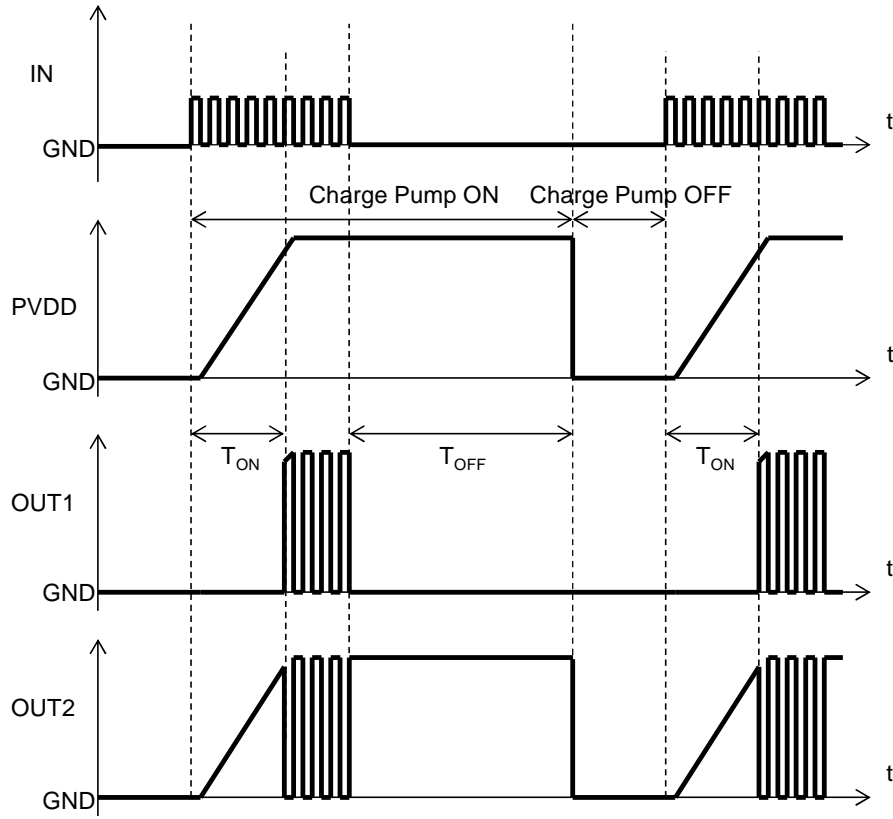 IN
t
GND
Charge Pump ON
Charge Pump OFF
PVDD
t
GND
TON
TOFF
TON
OUT1
t
GND
OUT2
t
GND